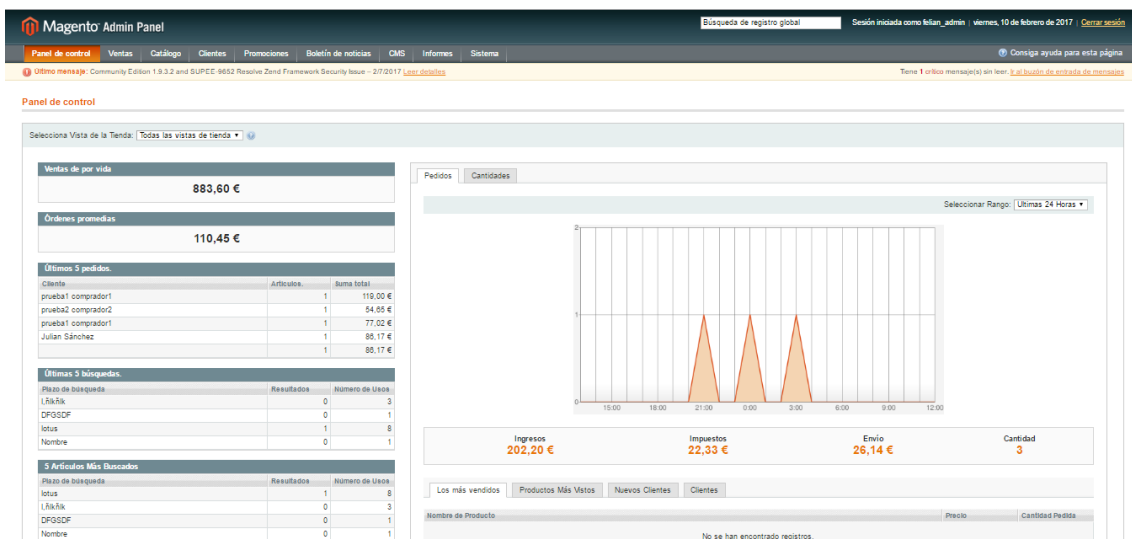 Magento Admin Panel
Búsqueda de registro global
Sesión iniciada como felian_admin | viernes, 10 de febrero de 2017 | Cerrar sesión
Panel de control Ventas Catálogo Clientes Promociones Boletín de noticias CMS Informes Sistema
Consiga ayuda para esta página
Último mensaje: Community Edition 1.9.3.2 and SUPEE-9652 Resolve Zend Framework Security Issue – 2/7/2017 Leer detalles
Tiene 1 crítico mensaje(s) sin leer. Ir al buzón de entrada de mensajes
Panel de control
Selecciona Vista de la Tienda: Todas las vistas de tienda
Ventas de por vida
883,60 €
Órdenes promedias
110,45 €
Últimos 5 pedidos.
Cliente Artículos. Suma total
prueba1 comprador1 1 119,00 €
prueba2 comprador2 1 54,65 €
prueba1 comprador1 1 77,02 €
Julian Sánchez 1 86,17 €
1 86,17 €
Últimas 5 búsquedas.
Plazo de búsqueda Resultados Número de Usos
l,ñlkñlk 0 3
DFGSDF 0 1
lotus 1 8
Nombre 0 1
5 Artículos Más Buscados
Plazo de búsqueda Resultados Número de Usos
lotus 1 8
l,ñlkñlk 0 3
DFGSDF 0 1
Nombre 0 1
Pedidos Cantidades
Seleccionar Rango: Últimas 24 Horas
2
1
0
15:00 18:00 21:00 0:00 3:00 6:00 9:00 12:00
Ingresos Impuestos Envío Cantidad
202,20 € 22,33 € 26,14 € 3
Los más vendidos Productos Más Vistos Nuevos Clientes Clientes
Nombre de Producto Precio Cantidad Pedida
No se han encontrado registros.